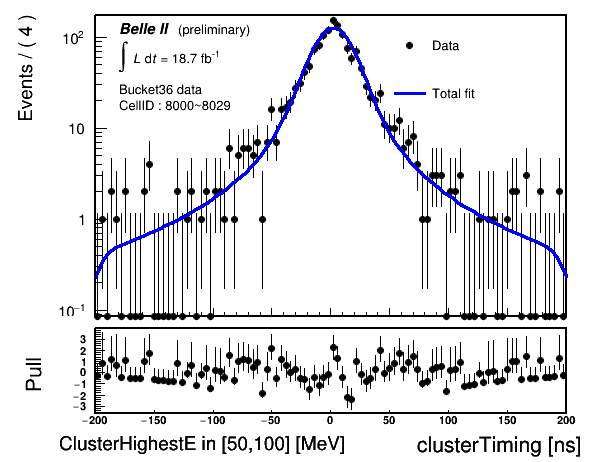 Events / ( 4 )
10²
10
1
10⁻¹
Belle II (preliminary)
∫ L dt = 18.7 fb⁻¹
Bucket36 data
CellID : 8000~8029
Data
Total fit
Pull
3
2
1
0
−1
−2
−3
−200 −150 −100 −50 0 50 100 150 200
ClusterHighestE in [50,100] [MeV] clusterTiming [ns]